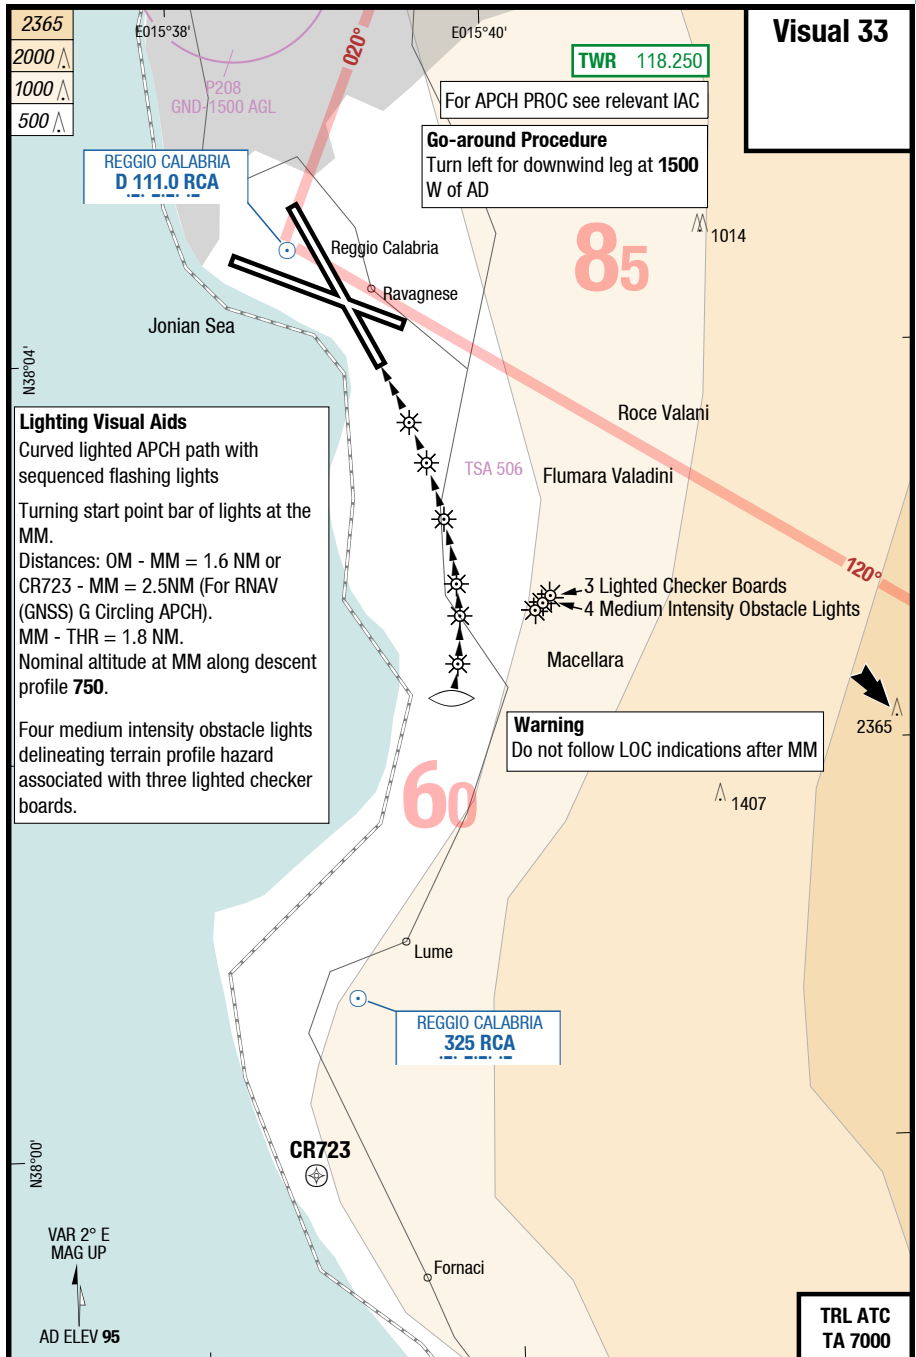 2365
2000
1000
500
E015°38'
E015°40'
020°
P208
GND-1500 AGL
Visual 33
TWR 118.250
For APCH PROC see relevant IAC
Go-around Procedure
Turn left for downwind leg at 1500
W of AD
REGGIO CALABRIA
D 111.0 RCA
1014
85
Reggio Calabria
Ravagnese
Jonian Sea
N38°04'
Roce Valani
Lighting Visual Aids
Curved lighted APCH path with
sequenced flashing lights
Turning start point bar of lights at the
MM.
Distances: OM - MM = 1.6 NM or
CR723 - MM = 2.5NM (For RNAV
(GNSS) G Circling APCH).
MM - THR = 1.8 NM.
Nominal altitude at MM along descent
profile 750.
Four medium intensity obstacle lights
delineating terrain profile hazard
associated with three lighted checker
boards.
TSA 506
Flumara Valadini
120°
3 Lighted Checker Boards
4 Medium Intensity Obstacle Lights
Macellara
2365
Warning
Do not follow LOC indications after MM
60
1407
Lume
REGGIO CALABRIA
325 RCA
CR723
N38°00'
VAR 2° E
MAG UP
AD ELEV 95
Fornaci
TRL ATC
TA 7000